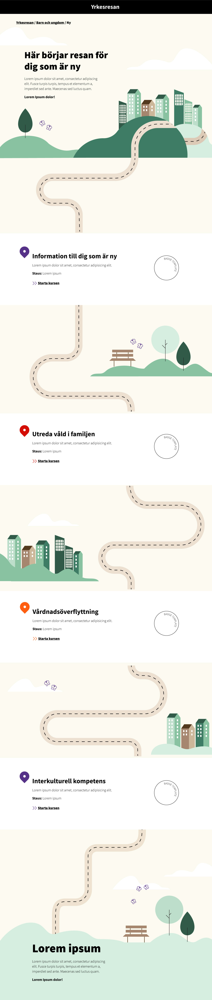 Yrkesresan
Yrkesresan / Barn och ungdom / Ny
Här börjar resan för
dig som är ny
Lorem ipsum dolor sit amet, consectetur adipiscing
elit. Fusce turpis turpis, tempus et elementum a,
imperdiet sed ante. Maecenas sed luctus quam.
Lorem Ipsum dolor!
Information till dig som är ny
Lorem ipsum dolor sit amet, consectetur adipisicing elit.
Staus: Lorem ipsum
Starta kursen
BADGE TEMPLATE
Utreda våld i familjen
Lorem ipsum dolor sit amet, consectetur adipisicing elit.
Staus: Lorem ipsum
Starta kursen
BADGE TEMPLATE
Vårdnadsöverflyttning
Lorem ipsum dolor sit amet, consectetur adipisicing elit.
Staus: Lorem ipsum
Starta kursen
BADGE TEMPLATE
Interkulturell kompetens
Lorem ipsum dolor sit amet, consectetur adipisicing elit.
Staus: Lorem ipsum
Starta kursen
BADGE TEMPLATE
Lorem ipsum
Lorem ipsum dolor sit amet, consectetur adipiscing
elit. Fusce turpis turpis, tempus et elementum a,
imperdiet sed ante. Maecenas sed luctus quam.
Lorem Ipsum dolor!